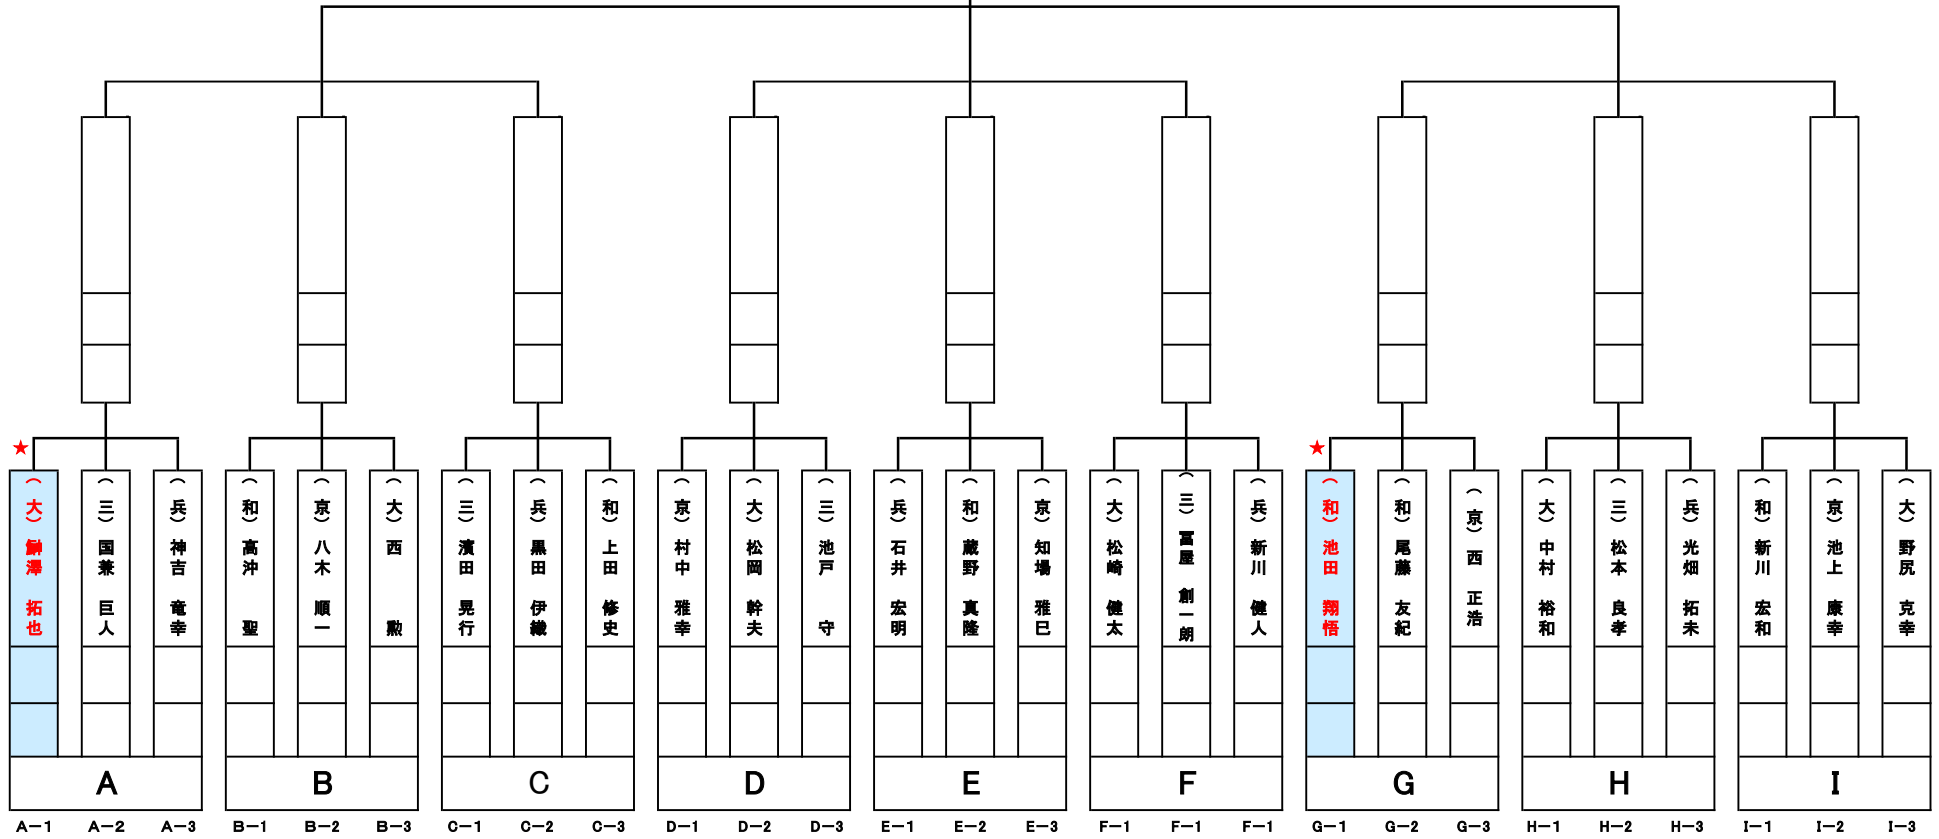 ★
★
（大）鰰澤 拓也
（三）国兼 巨人
（兵）神吉 竜幸
（和）高沖 聖
（京）八木 順一
（大）西 勲
（三）濱田 晃行
（兵）黒田 伊織
（和）上田 修史
（京）村中 雅幸
（大）松岡 幹夫
（三）池戸 守
（兵）石井 宏明
（和）蔵野 真隆
（京）知場 雅巳
（大）松崎 健太
（三）冨屋 創一朗
（兵）新川 健人
（和）池田 翔悟
（和）尾藤 友紀
（京）西 正浩
（大）中村 裕和
（三）松本 良孝
（兵）光畑 拓未
（和）新川 宏和
（京）池上 康幸
（大）野尻 克幸
A B C D E F G H I
A－1 A－2 A－3 B－1 B－2 B－3 C－1 C－2 C－3 D－1 D－2 D－3 E－1 E－2 E－3 F－1 F－1 F－1 G－1 G－2 G－3 H－1 H－2 H－3 I－1 I－2 I－3